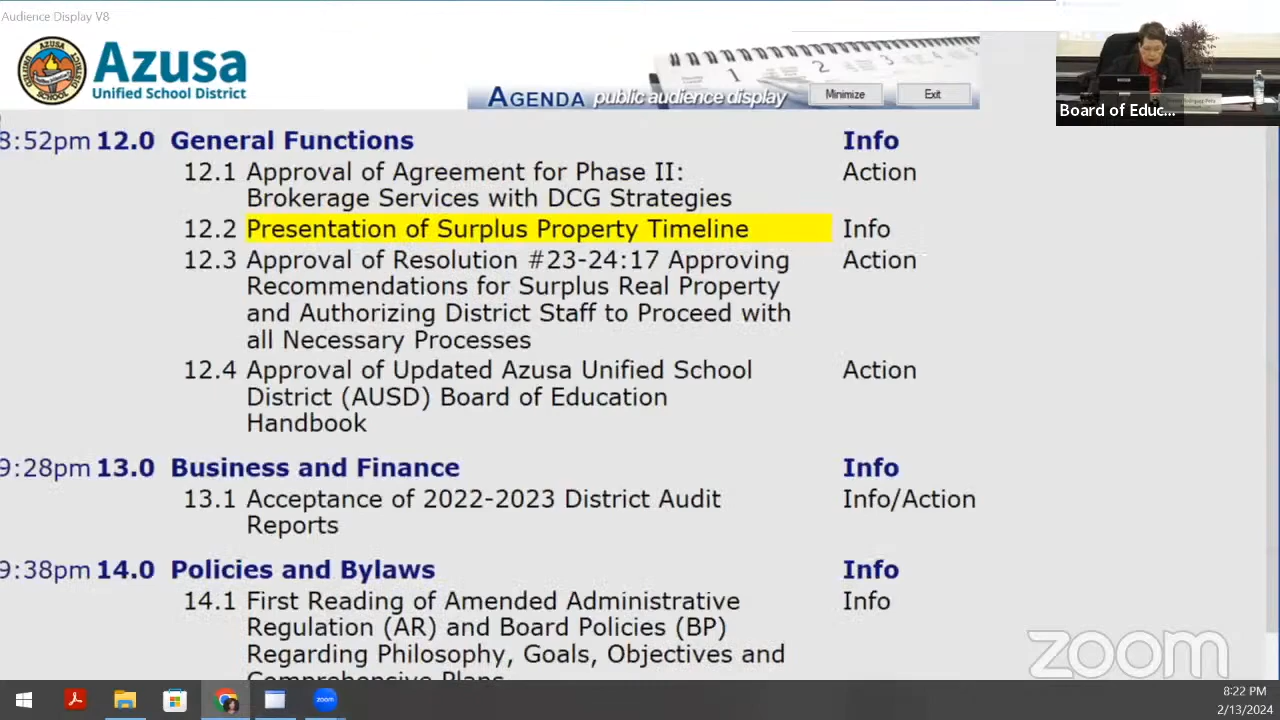 Audience Display V8
Azusa
Unified School District
AGENDA public audience display
Minimize
Exit
Board of Educ...
8:52pm 12.0 General Functions Info
12.1 Approval of Agreement for Phase II: Action
Brokerage Services with DCG Strategies
12.2 Presentation of Surplus Property Timeline Info
12.3 Approval of Resolution #23-24:17 Approving Action
Recommendations for Surplus Real Property
and Authorizing District Staff to Proceed with
all Necessary Processes
12.4 Approval of Updated Azusa Unified School Action
District (AUSD) Board of Education
Handbook
9:28pm 13.0 Business and Finance Info
13.1 Acceptance of 2022-2023 District Audit Info/Action
Reports
9:38pm 14.0 Policies and Bylaws Info
14.1 First Reading of Amended Administrative Info
Regulation (AR) and Board Policies (BP)
Regarding Philosophy, Goals, Objectives and
Comprehensive Plans
zoom
zoom
8:22 PM
2/13/2024